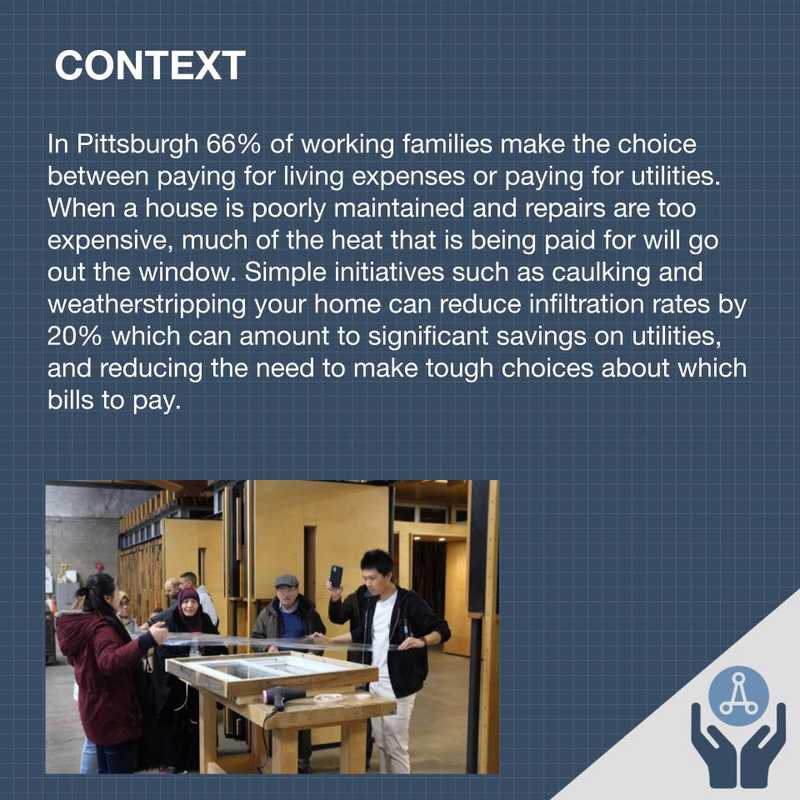 CONTEXT
In Pittsburgh 66% of working families make the choice
between paying for living expenses or paying for utilities.
When a house is poorly maintained and repairs are too
expensive, much of the heat that is being paid for will go
out the window. Simple initiatives such as caulking and
weatherstripping your home can reduce infiltration rates by
20% which can amount to significant savings on utilities,
and reducing the need to make tough choices about which
bills to pay.